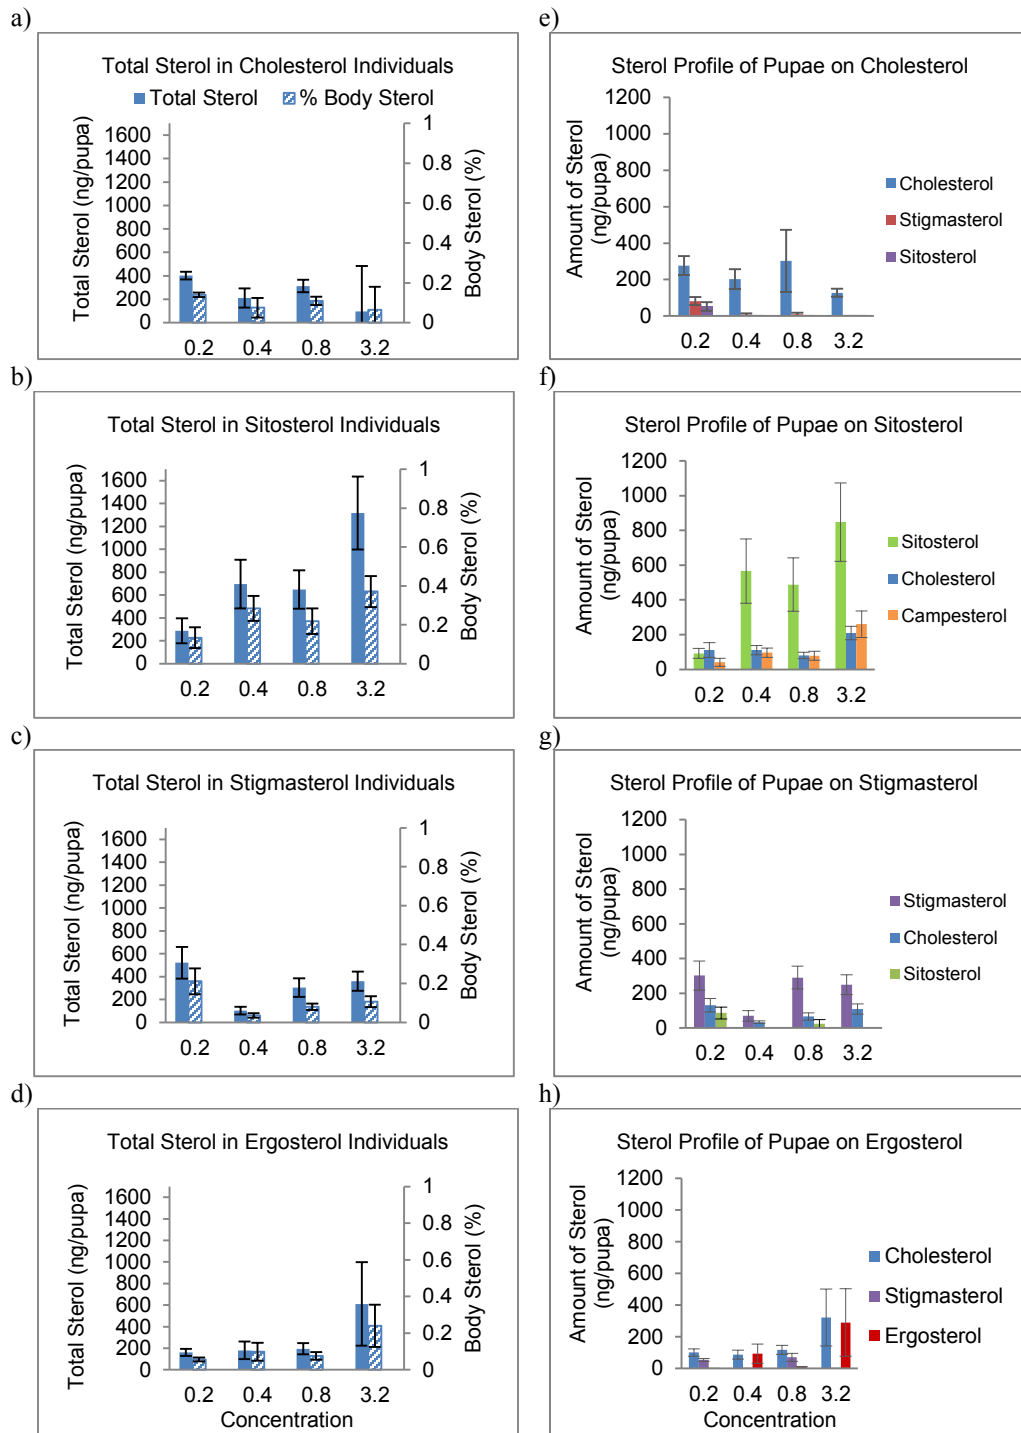 a)
Total Sterol in Cholesterol Individuals
Total Sterol % Body Sterol
Total Sterol (ng/pupa)
1600
1400
1200
1000
800
600
400
200
0
1
0.8
0.6
0.4
0.2
0
Body Sterol (%)
0.2 0.4 0.8 3.2
e)
Sterol Profile of Pupae on Cholesterol
Amount of Sterol
(ng/pupa)
1200
1000
800
600
400
200
0
0.2 0.4 0.8 3.2
Cholesterol
Stigmasterol
Sitosterol
b)
Total Sterol in Sitosterol Individuals
Total Sterol (ng/pupa)
1600
1400
1200
1000
800
600
400
200
0
1
0.8
0.6
0.4
0.2
0
Body Sterol (%)
0.2 0.4 0.8 3.2
f)
Sterol Profile of Pupae on Sitosterol
Amount of Sterol
(ng/pupa)
1200
1000
800
600
400
200
0
0.2 0.4 0.8 3.2
Sitosterol
Cholesterol
Campesterol
c)
Total Sterol in Stigmasterol Individuals
Total Sterol (ng/pupa)
1600
1400
1200
1000
800
600
400
200
0
1
0.8
0.6
0.4
0.2
0
Body Sterol (%)
0.2 0.4 0.8 3.2
g)
Sterol Profile of Pupae on Stigmasterol
Amount of Sterol
(ng/pupa)
1200
1000
800
600
400
200
0
0.2 0.4 0.8 3.2
Stigmasterol
Cholesterol
Sitosterol
d)
Total Sterol in Ergosterol Individuals
Total Sterol (ng/pupa)
1600
1400
1200
1000
800
600
400
200
0
1
0.8
0.6
0.4
0.2
0
Body Sterol (%)
0.2 0.4 0.8 3.2
Concentration
h)
Sterol Profile of Pupae on Ergosterol
Amount of Sterol
(ng/pupa)
1200
1000
800
600
400
200
0
0.2 0.4 0.8 3.2
Concentration
Cholesterol
Stigmasterol
Ergosterol